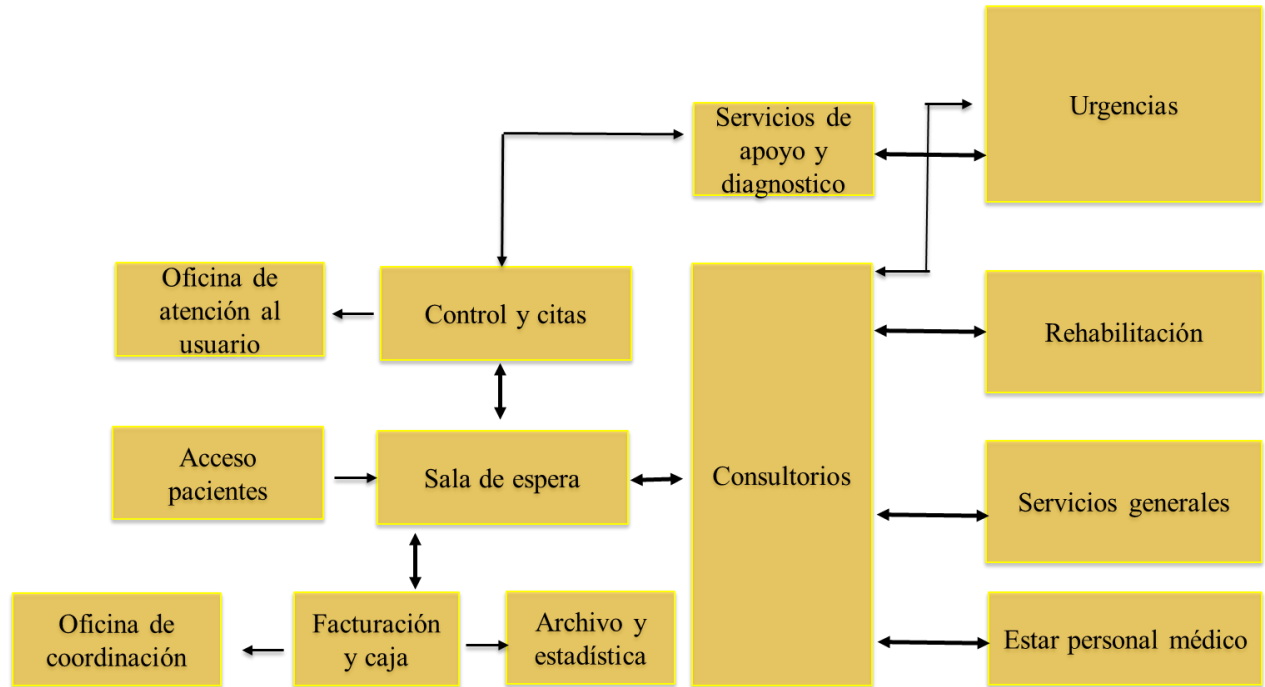 Urgencias
Servicios de
apoyo y
diagnostico
Oficina de
atención al
usuario
Control y citas
Rehabilitación
Acceso
pacientes
Sala de espera
Consultorios
Servicios generales
Oficina de
coordinación
Facturación
y caja
Archivo y
estadística
Estar personal médico